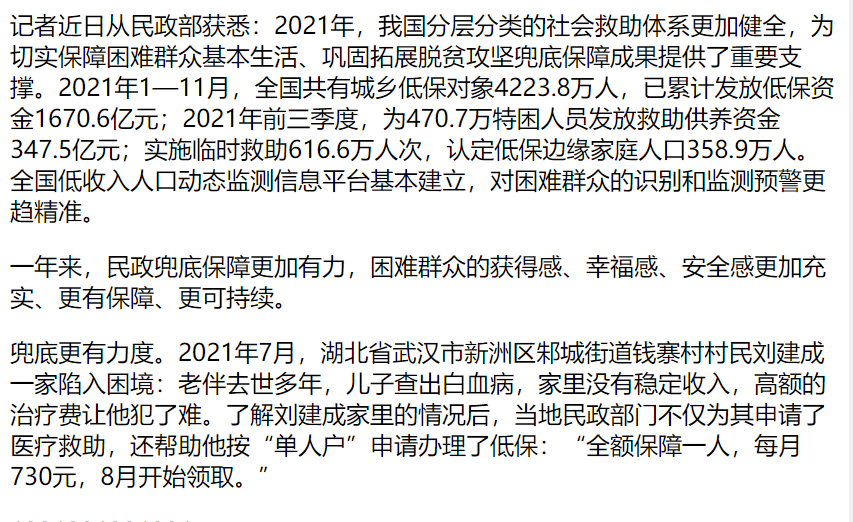 记者近日从民政部获悉：2021年，我国分层分类的社会救助体系更加健全，为
切实保障困难群众基本生活、巩固拓展脱贫攻坚兜底保障成果提供了重要支
撑。2021年1—11月，全国共有城乡低保对象4223.8万人，已累计发放低保资
金1670.6亿元；2021年前三季度，为470.7万特困人员发放救助供养资金
347.5亿元；实施临时救助616.6万人次，认定低保边缘家庭人口358.9万人。
全国低收入人口动态监测信息平台基本建立，对困难群众的识别和监测预警更
趋精准。
一年来，民政兜底保障更加有力，困难群众的获得感、幸福感、安全感更加充
实、更有保障、更可持续。
兜底更有力度。2021年7月，湖北省武汉市新洲区邾城街道钱寨村村民刘建成
一家陷入困境：老伴去世多年，儿子查出白血病，家里没有稳定收入，高额的
治疗费让他犯了难。了解刘建成家里的情况后，当地民政部门不仅为其申请了
医疗救助，还帮助他按“单人户”申请办理了低保：“全额保障一人，每月
730元，8月开始领取。”